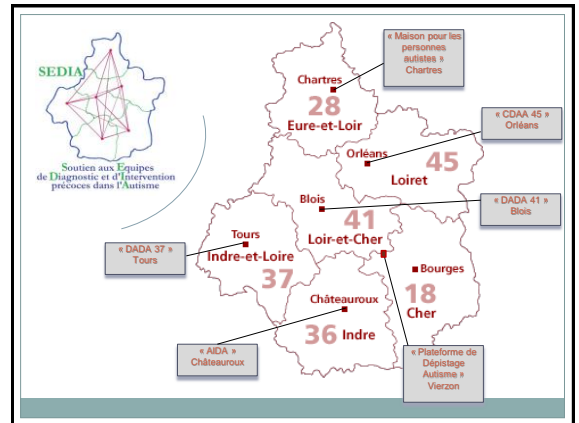 SEDIA
Soutien aux Equipes
de Diagnostic et d'Intervention
précoces dans l'Autisme
« Maison pour les
personnes
autistes »
Chartres
Chartres
28
Eure-et-Loir
« CDAA 45 »
Orléans
Orléans
45
Loiret
Blois
41
Loir-et-Cher
« DADA 41 »
Blois
Tours
Indre-et-Loire
37
« DADA 37 »
Tours
Bourges
18
Cher
Châteauroux
36 Indre
« AIDA »
Châteauroux
« Plateforme de
Dépistage
Autisme »
Vierzon